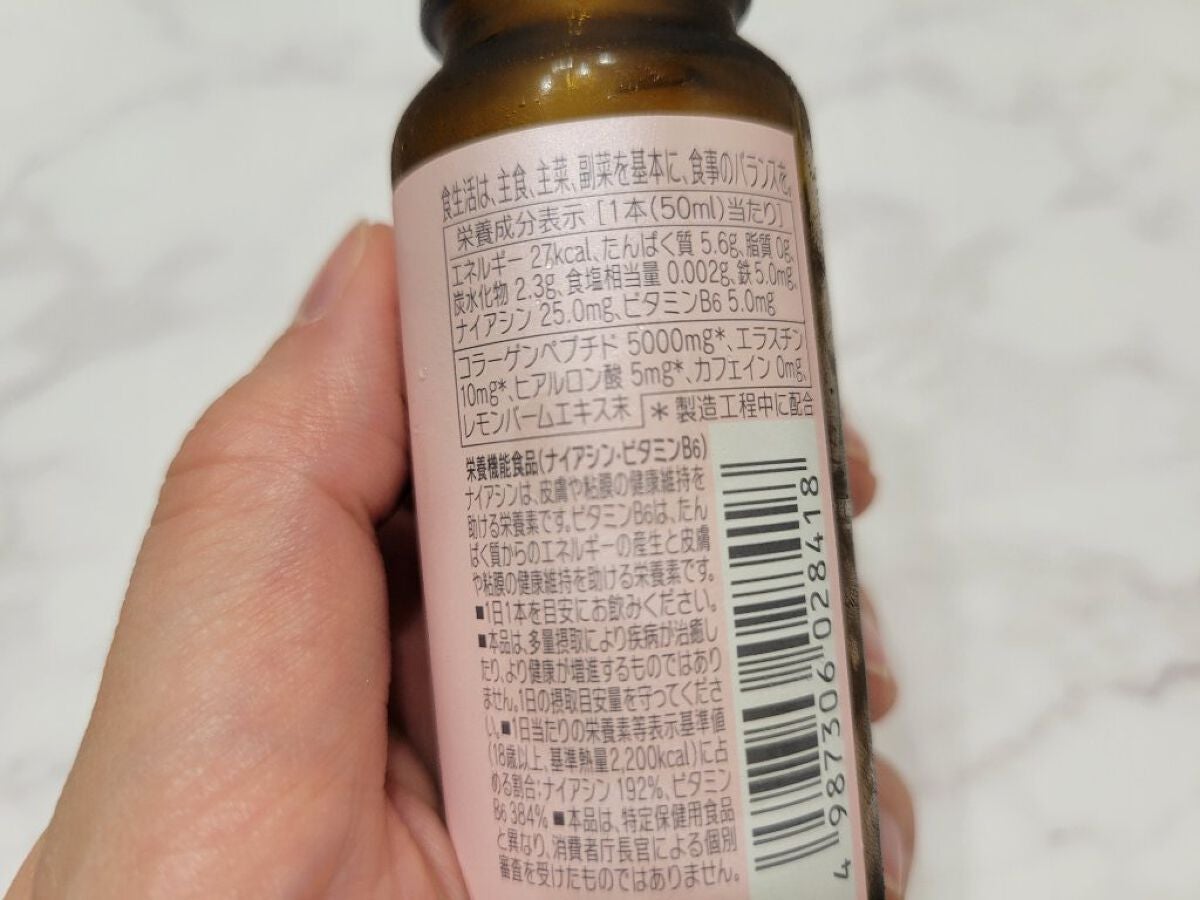 食生活は、主食、主菜、副菜を基本に、食事のバランスを。
栄養成分表示［1本(50ml)当たり］
エネルギー 27kcal、たんぱく質 5.6g、脂質 0g、
炭水化物 2.3g、食塩相当量 0.002g、鉄 5.0mg、
ナイアシン 25.0mg、ビタミンB6 5.0mg
コラーゲンペプチド 5000mg*、エラスチン
10mg*、ヒアルロン酸 5mg*、カフェイン 0mg、
レモンバームエキス末
＊製造工程中に配合
栄養機能食品(ナイアシン・ビタミンB6)
ナイアシンは、皮膚や粘膜の健康維持を
助ける栄養素です。ビタミンB6は、たん
ぱく質からのエネルギーの産生と皮膚
や粘膜の健康維持を助ける栄養素です。
■1日1本を目安にお飲みください。
■本品は、多量摂取により疾病が治癒し
たり、より健康が増進するものではあり
ません。1日の摂取目安量を守ってくださ
い。■1日当たりの栄養素等表示基準値
(18歳以上、基準熱量2,200kcal)に占
める割合：ナイアシン 192%、ビタミン
B6 384% ■本品は、特定保健用食品
と異なり、消費者庁長官による個別
審査を受けたものではありません。
4 987306 028418